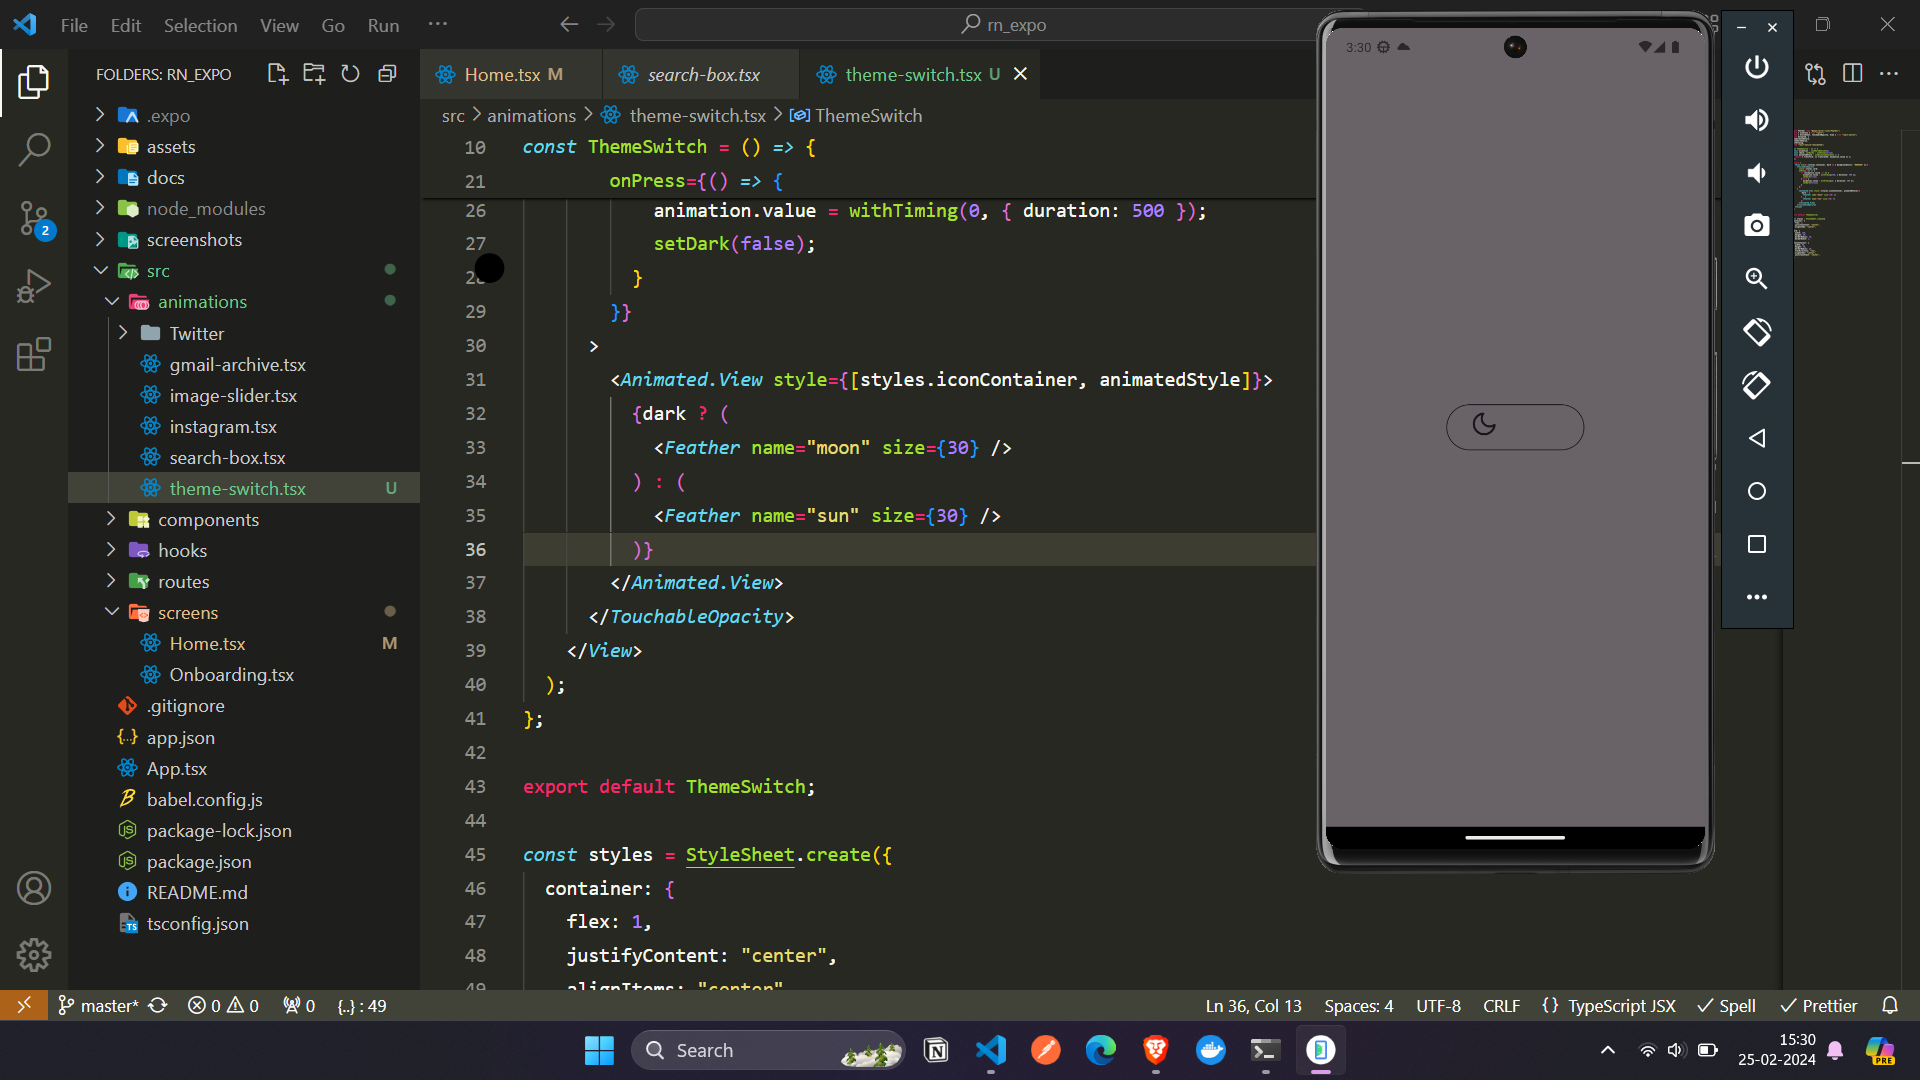 File Edit Selection View Go Run ···
rn_expo
FOLDERS: RN_EXPO
Home.tsx M
search-box.tsx
theme-switch.tsx U
src > animations > theme-switch.tsx > ThemeSwitch
.expo
assets
docs
node_modules
screenshots
src
animations
Twitter
gmail-archive.tsx
image-slider.tsx
instagram.tsx
search-box.tsx
theme-switch.tsx U
components
hooks
routes
screens
Home.tsx M
Onboarding.tsx
.gitignore
app.json
App.tsx
babel.config.js
package-lock.json
package.json
README.md
tsconfig.json
2
10 const ThemeSwitch = () => {
21 onPress={() => {
26 animation.value = withTiming(0, { duration: 500 });
27 setDark(false);
28 }
29 }}
30 >
31 <Animated.View style={[styles.iconContainer, animatedStyle]}>
32 {dark ? (
33 <Feather name="moon" size={30} />
34 ) : (
35 <Feather name="sun" size={30} />
36 )}
37 </Animated.View>
38 </TouchableOpacity>
39 </View>
40 );
41 };
42
43 export default ThemeSwitch;
44
45 const styles = StyleSheet.create({
46 container: {
47 flex: 1,
48 justifyContent: "center",
49 alignItems: "center"
3:30
master* 0 0 0 {..} : 49
Ln 36, Col 13 Spaces: 4 UTF-8 CRLF {} TypeScript JSX Spell Prettier
Search
15:30
25-02-2024
PRE